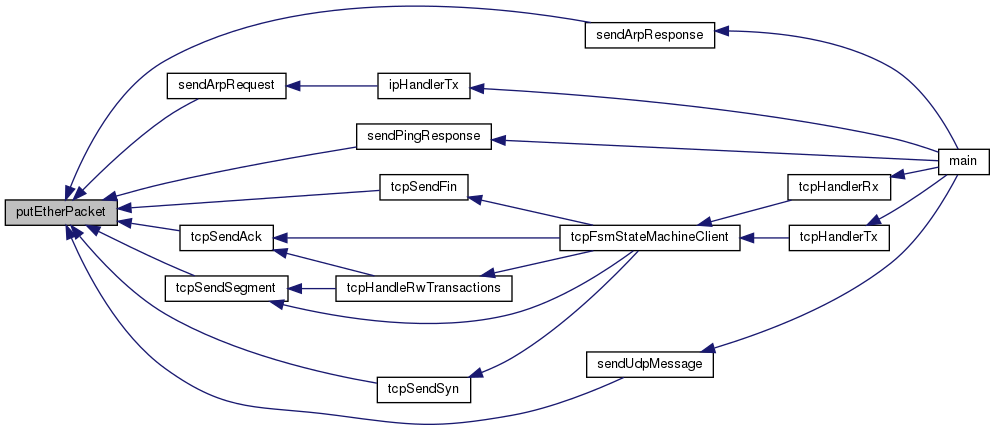 sendArpResponse
sendArpRequest
ipHandlerTx
sendPingResponse
main
tcpSendFin
tcpHandlerRx
putEtherPacket
tcpSendAck
tcpFsmStateMachineClient
tcpHandlerTx
tcpSendSegment
tcpHandleRwTransactions
sendUdpMessage
tcpSendSyn